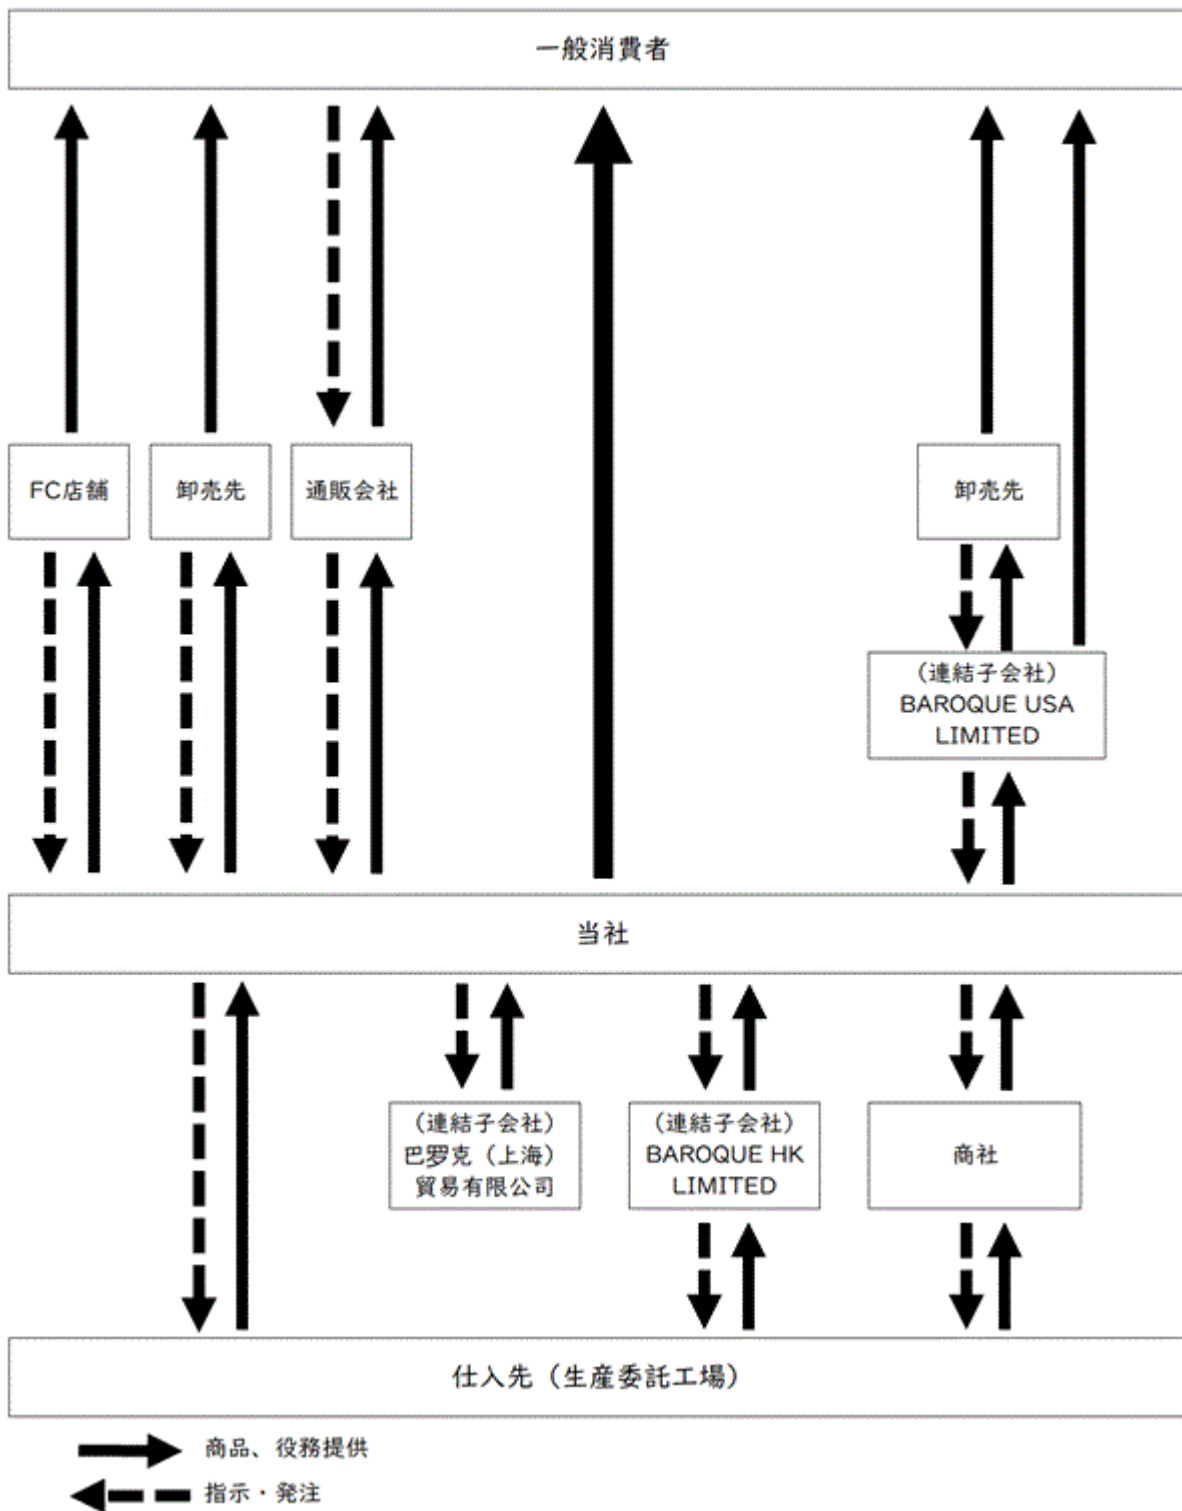 一般消費者
FC店舗
卸売先
通販会社
卸売先
（連結子会社）
BAROQUE USA
LIMITED
当社
（連結子会社）
巴罗克（上海）
貿易有限公司
（連結子会社）
BAROQUE HK
LIMITED
商社
仕入先（生産委託工場）
商品、役務提供
指示・発注